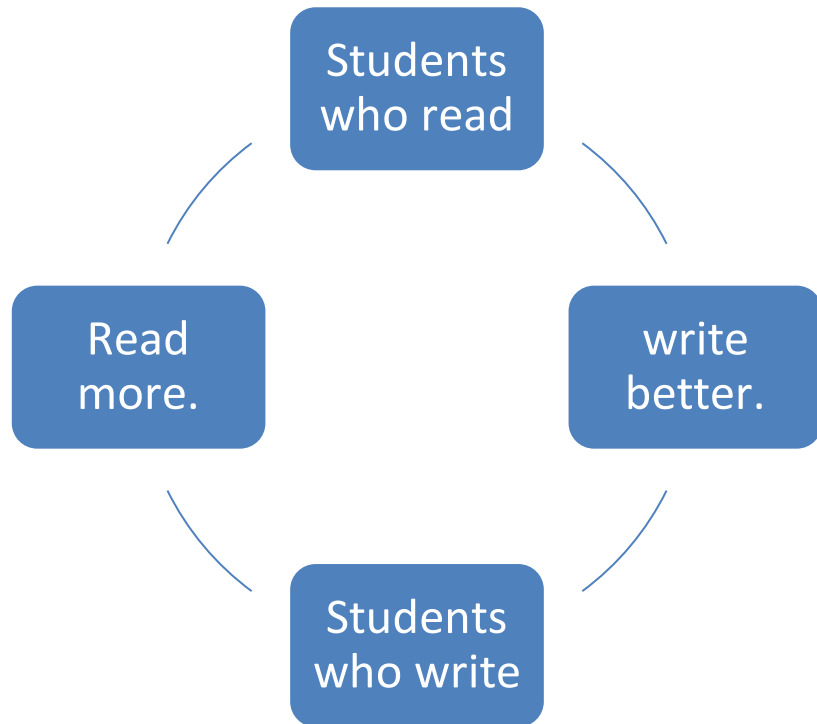 Students
who read
write
better.
Students
who write
Read
more.